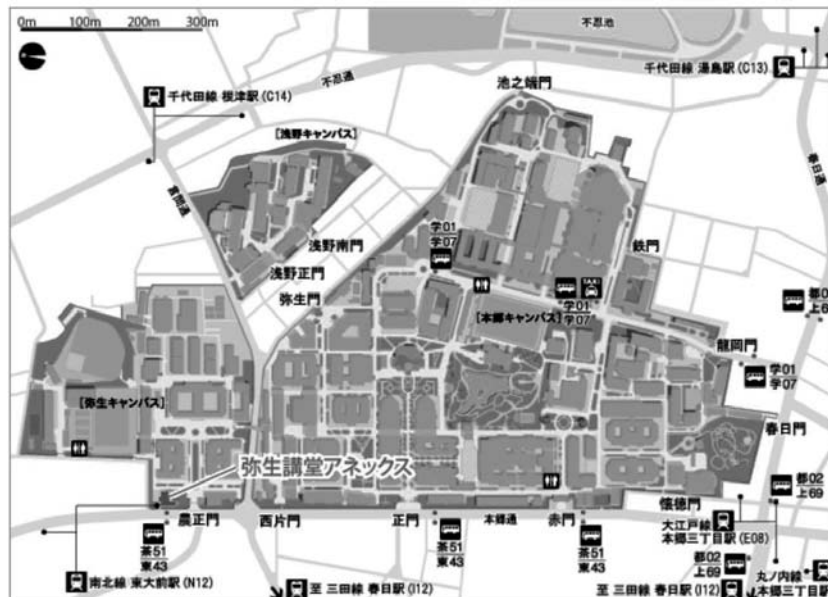 0m 100m 200m 300m
不忍池
千代田線 湯島駅(C13)
千代田線 根津駅(C14)
不忍通
池之端門
春日通
[浅野キャンパス]
言問通
学01
学07
鉄門
浅野南門
浅野正門
弥生門
TAXI
学01
学07
[本郷キャンパス]
上6
龍岡門
学01
学07
[弥生キャンパス]
春日門
弥生講堂アネックス
都02
上69
懐徳門
農正門
西片門
正門
本郷通
赤門
大江戸線
本郷三丁目駅(E08)
茶51
東43
茶51
東43
茶51
東43
都02
上69
丸ノ内線
本郷三丁目駅
南北線 東大前駅(N12)
至 三田線 春日駅(I12)
至 三田線 春日駅(I12)